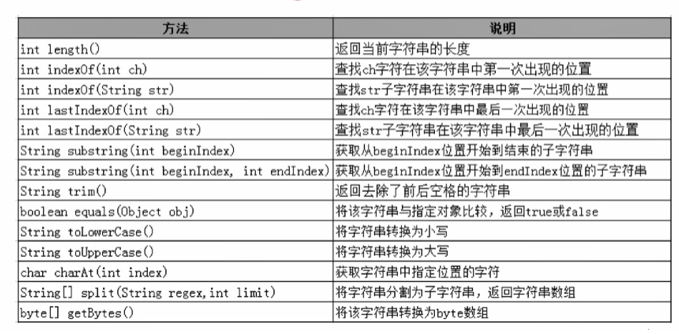 方法 说明
int length() 返回当前字符串的长度
int indexOf(int ch) 查找ch字符在该字符串中第一次出现的位置
int indexOf(String str) 查找str子字符串在该字符串中第一次出现的位置
int lastIndexOf(int ch) 查找ch字符在该字符串中最后一次出现的位置
int lastIndexOf(String str) 查找str子字符串在该字符串中最后一次出现的位置
String substring(int beginIndex) 获取从beginIndex位置开始到结束的子字符串
String substring(int beginIndex, int endIndex) 获取从beginIndex位置开始到endIndex位置的子字符串
String trim() 返回去除了前后空格的字符串
boolean equals(Object obj) 将该字符串与指定对象比较，返回true或false
String toLowerCase() 将字符串转换为小写
String toUpperCase() 将字符串转换为大写
char charAt(int index) 获取字符串中指定位置的字符
String[] split(String regex,int limit) 将字符串分割为子字符串，返回字符串数组
byte[] getBytes() 将该字符串转换为byte数组